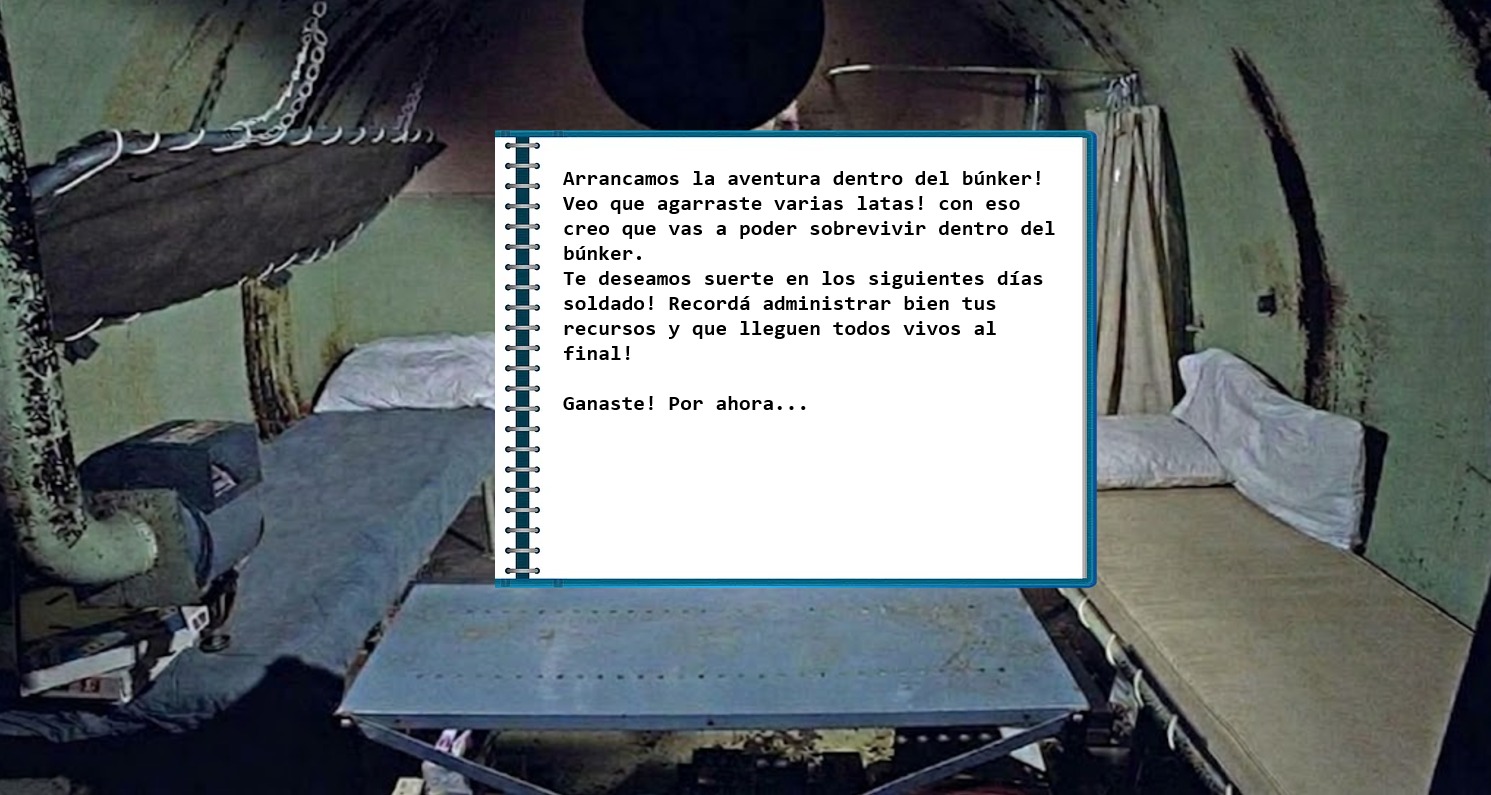 Arrancamos la aventura dentro del búnker!
Veo que agarraste varias latas! con eso
creo que vas a poder sobrevivir dentro del
búnker.
Te deseamos suerte en los siguientes días
soldado! Recordá administrar bien tus
recursos y que lleguen todos vivos al
final!
Ganaste! Por ahora...